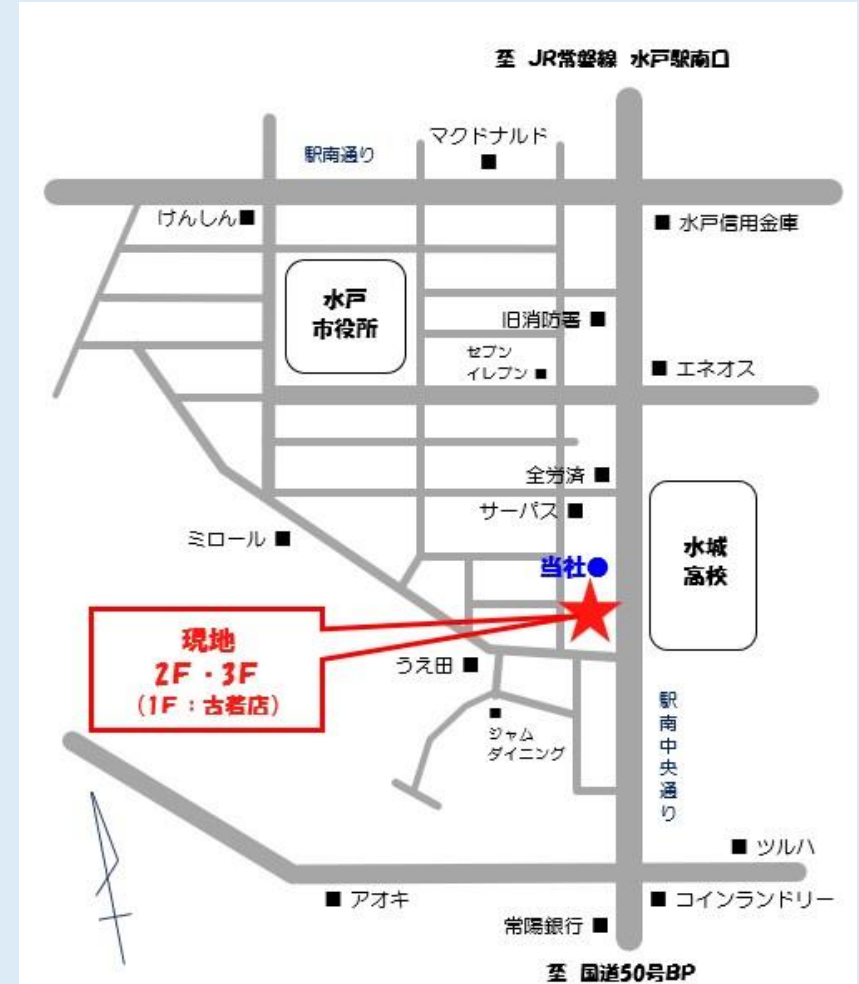 至 JR常磐線 水戸駅南口
マクドナルド
駅南通り
けんしん
水戸信用金庫
水戸
市役所
旧消防署
セブン
イレブン
エネオス
全労済
サーパス
ミロール
水城
高校
当社
現地
2F・3F
(1F：古着店)
うえ田
ジャム
ダイニング
駅南中央通り
ツルハ
アオキ
コインランドリー
常陽銀行
至 国道50号BP